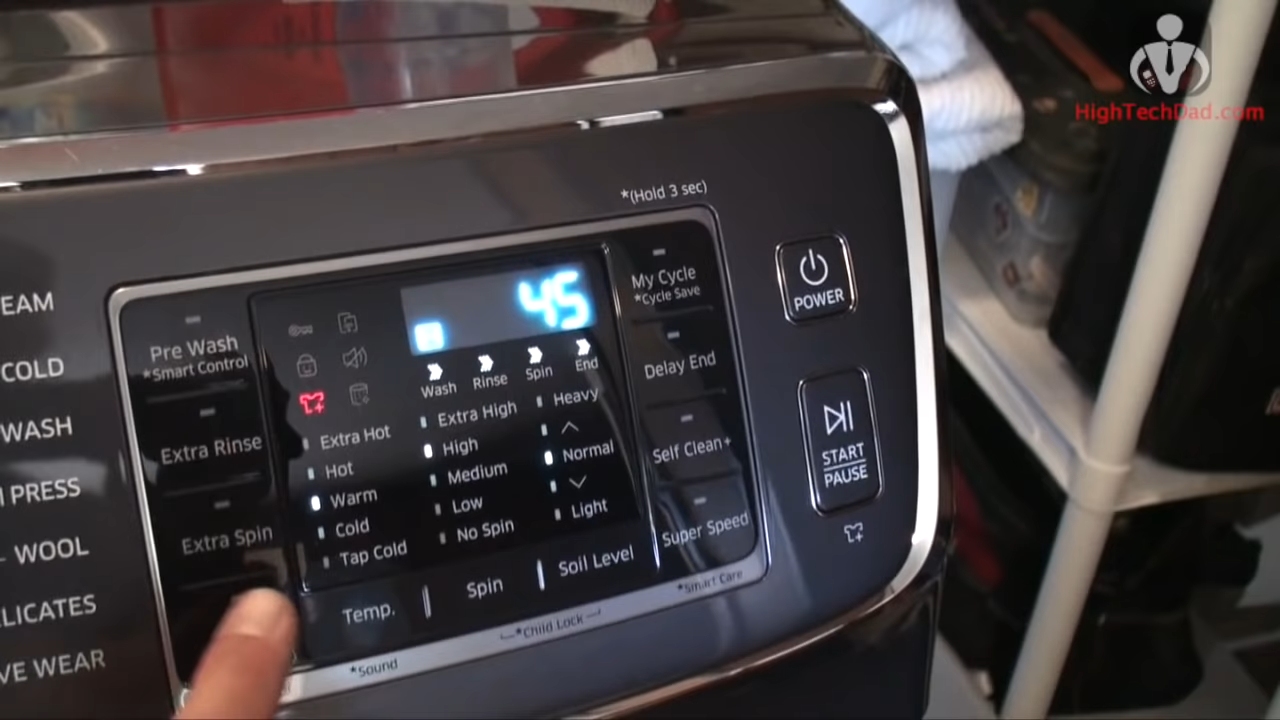 HighTechDad.com
*(Hold 3 sec)
45
My Cycle
*Cycle Save
POWER
Pre Wash
*Smart Control
Wash
Rinse
Spin
End
Delay End
Extra Rinse
Extra Hot
Hot
Warm
Cold
Tap Cold
Extra High
High
Medium
Low
No Spin
Heavy
Normal
Light
Self Clean+
START
PAUSE
Extra Spin
Super Speed
Temp.
Spin
Soil Level
*Smart Care
*Child Lock
*Sound
EAM
COLD
WASH
PRESS
WOOL
LICATES
VE WEAR